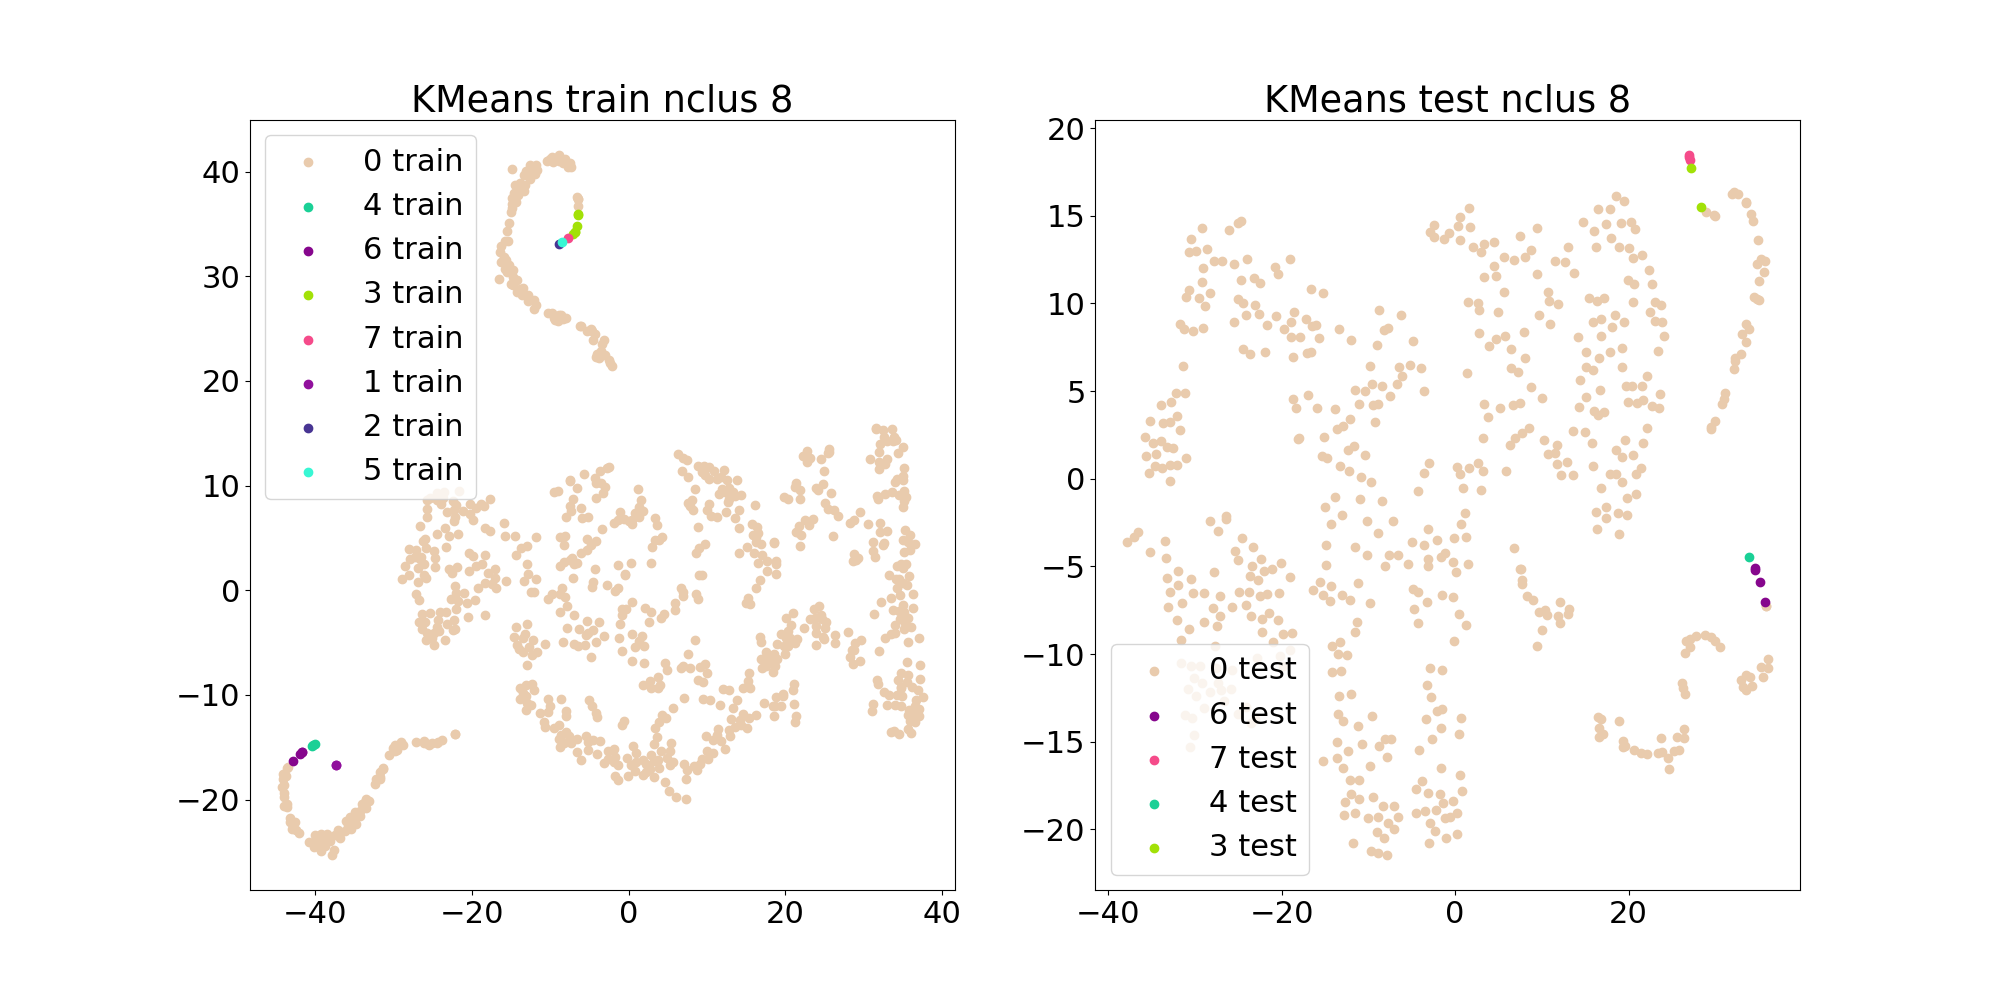 KMeans train nclus 8
40
30
20
10
0
−10
−20
−40
−20
0
20
40
0 train
4 train
6 train
3 train
7 train
1 train
2 train
5 train
KMeans test nclus 8
20
15
10
5
0
−5
−10
−15
−20
−40
−20
0
20
0 test
6 test
7 test
4 test
3 test